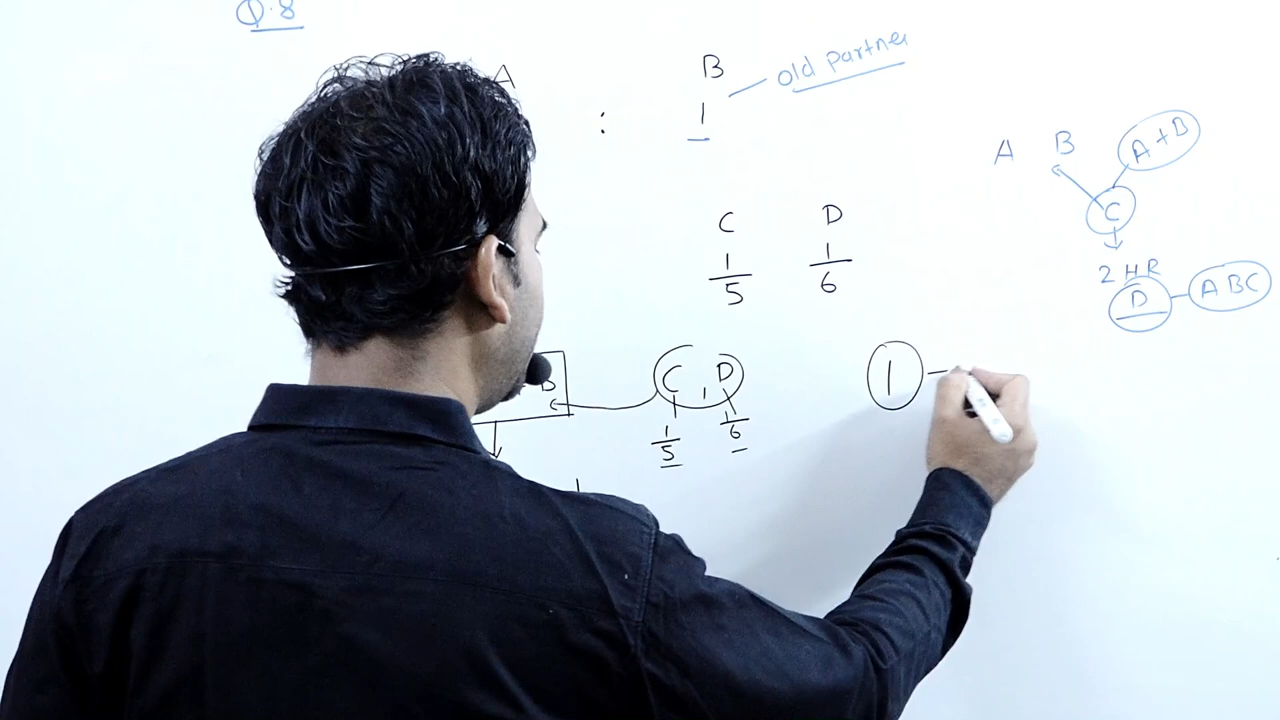 Q.8
A B
old Partner
: 1
A B A+B
C
C D
1/5 1/6
2 HR
D ABC
B C, D 1 -
1/5 1/6